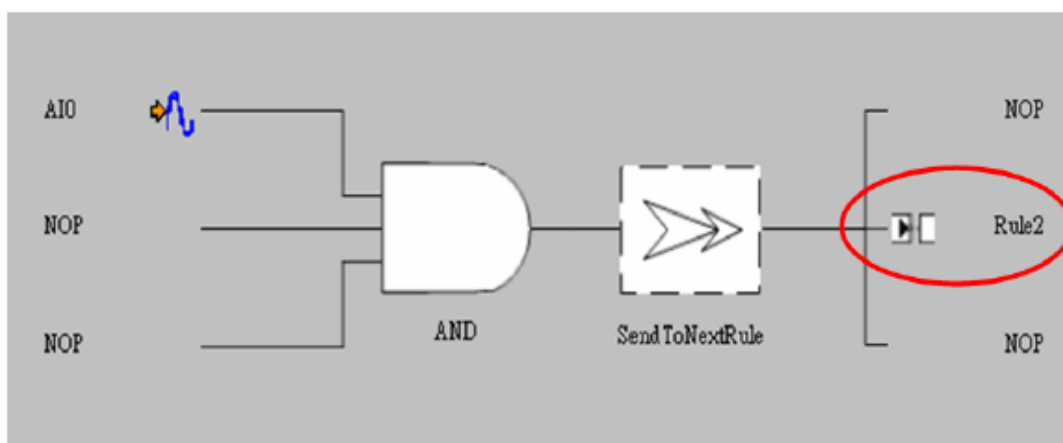 AI0
NOP
NOP
AND
SendToNextRule
NOP
Rule2
NOP